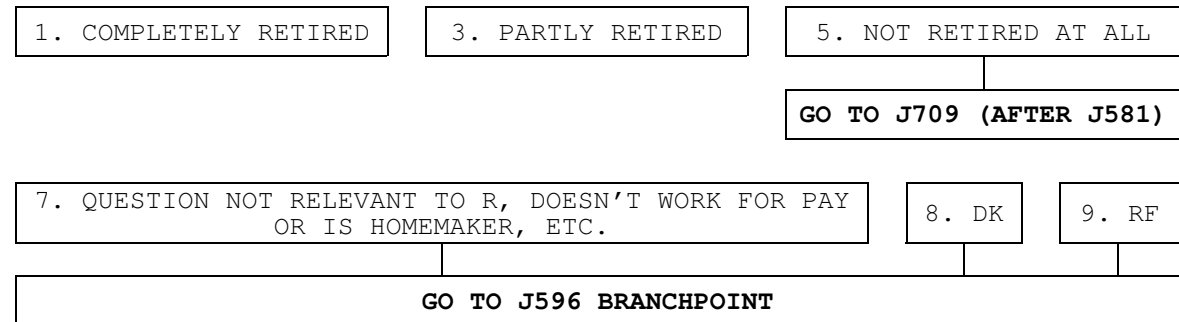 1. COMPLETELY RETIRED
3. PARTLY RETIRED
5. NOT RETIRED AT ALL
GO TO J709 (AFTER J581)
7. QUESTION NOT RELEVANT TO R, DOESN'T WORK FOR PAY
OR IS HOMEMAKER, ETC.
8. DK
9. RF
GO TO J596 BRANCHPOINT